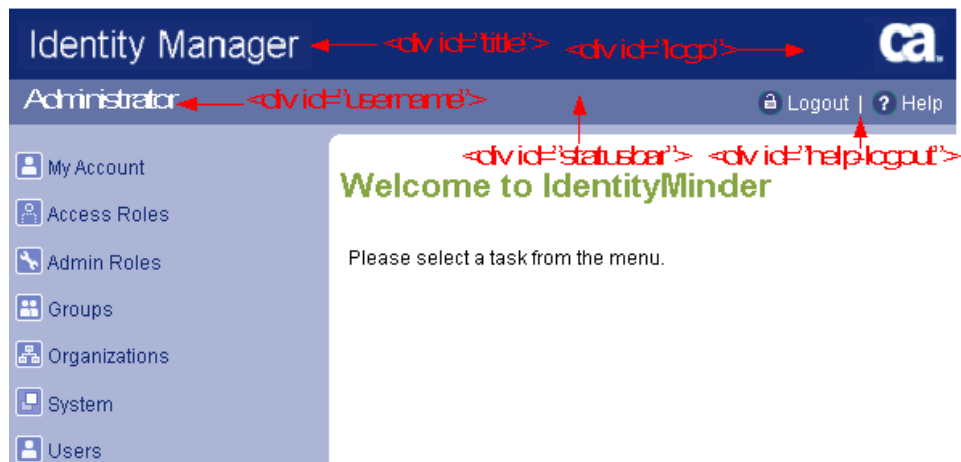 Identity Manager <div id="title"> <div id="logo"> ca.
Administrator <div id="username"> Logout | ? Help
<div id="statusbar"> <div id="help-logout">
My Account
Welcome to IdentityMinder
Access Roles
Admin Roles
Please select a task from the menu.
Groups
Organizations
System
Users